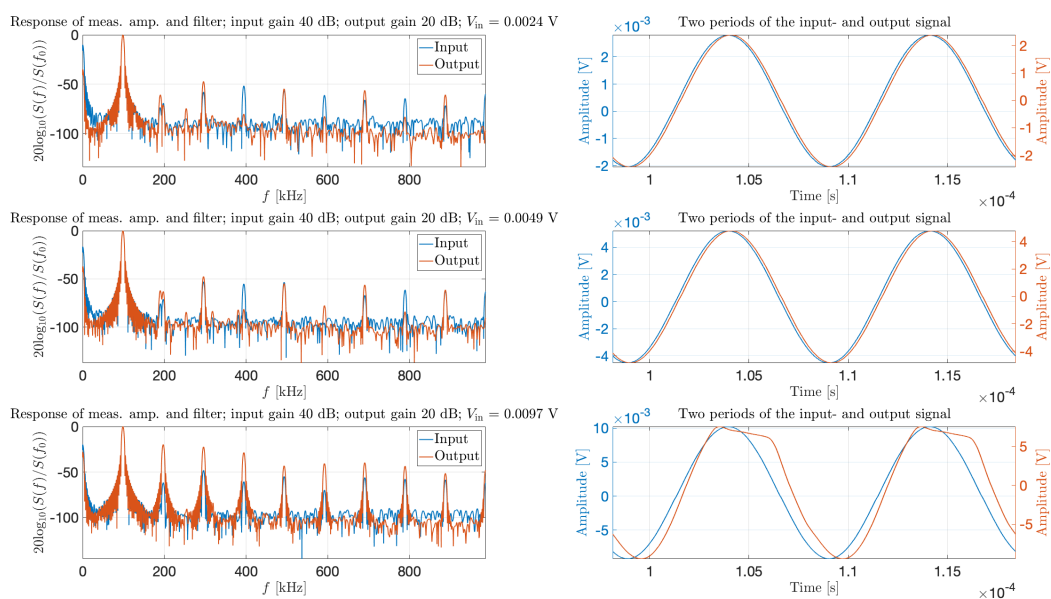 Response of meas. amp. and filter; input gain 40 dB; output gain 20 dB; V_in = 0.0024 V
0
-50
-100
20log₁₀(S(f)/S(f₀))
Input
Output
0 200 400 600 800
f [kHz]
Two periods of the input- and output signal
×10⁻³
2
1
0
-1
-2
Amplitude [V]
2
1
0
-1
-2
Amplitude [V]
1 1.05 1.1 1.15
Time [s]
×10⁻⁴
Response of meas. amp. and filter; input gain 40 dB; output gain 20 dB; V_in = 0.0049 V
0
-50
-100
20log₁₀(S(f)/S(f₀))
Input
Output
0 200 400 600 800
f [kHz]
Two periods of the input- and output signal
×10⁻³
4
2
0
-2
-4
Amplitude [V]
4
2
0
-2
-4
Amplitude [V]
1 1.05 1.1 1.15
Time [s]
×10⁻⁴
Response of meas. amp. and filter; input gain 40 dB; output gain 20 dB; V_in = 0.0097 V
0
-50
-100
20log₁₀(S(f)/S(f₀))
Input
Output
0 200 400 600 800
f [kHz]
Two periods of the input- and output signal
×10⁻³
10
5
0
-5
Amplitude [V]
5
0
-5
Amplitude [V]
1 1.05 1.1 1.15
Time [s]
×10⁻⁴